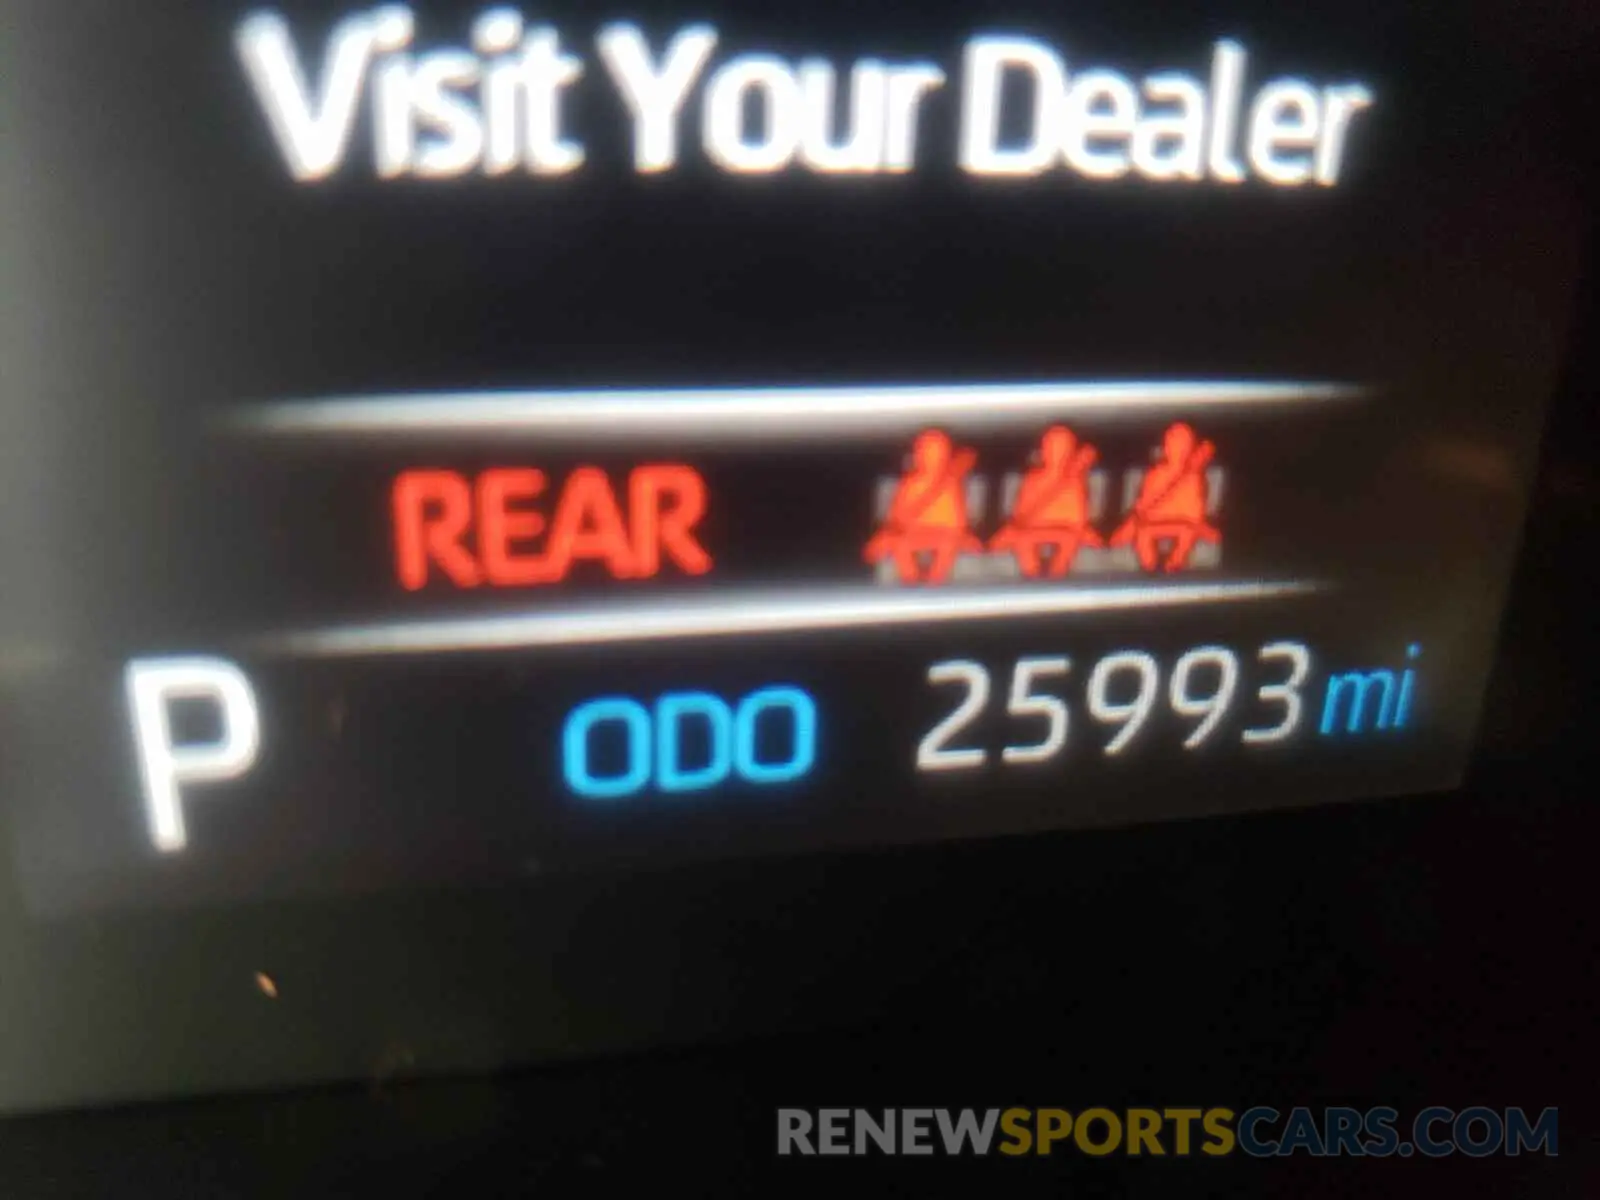 Visit Your Dealer
REAR
P ODO 25993 mi
RENEWSPORTSCARS.COM